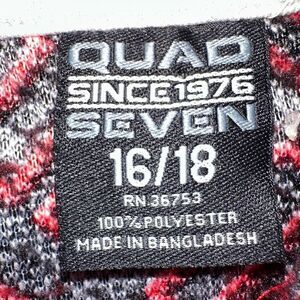 QUAD
SINCE 1976
SEVEN
16/18
RN 36753
100% POLYESTER
MADE IN BANGLADESH